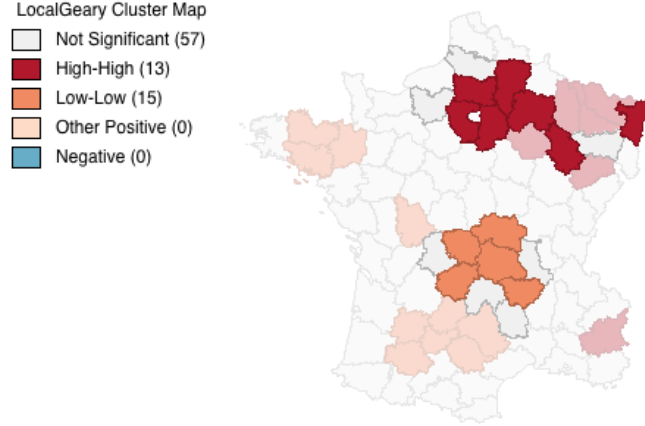 LocalGeary Cluster Map
Not Significant (57)
High-High (13)
Low-Low (15)
Other Positive (0)
Negative (0)